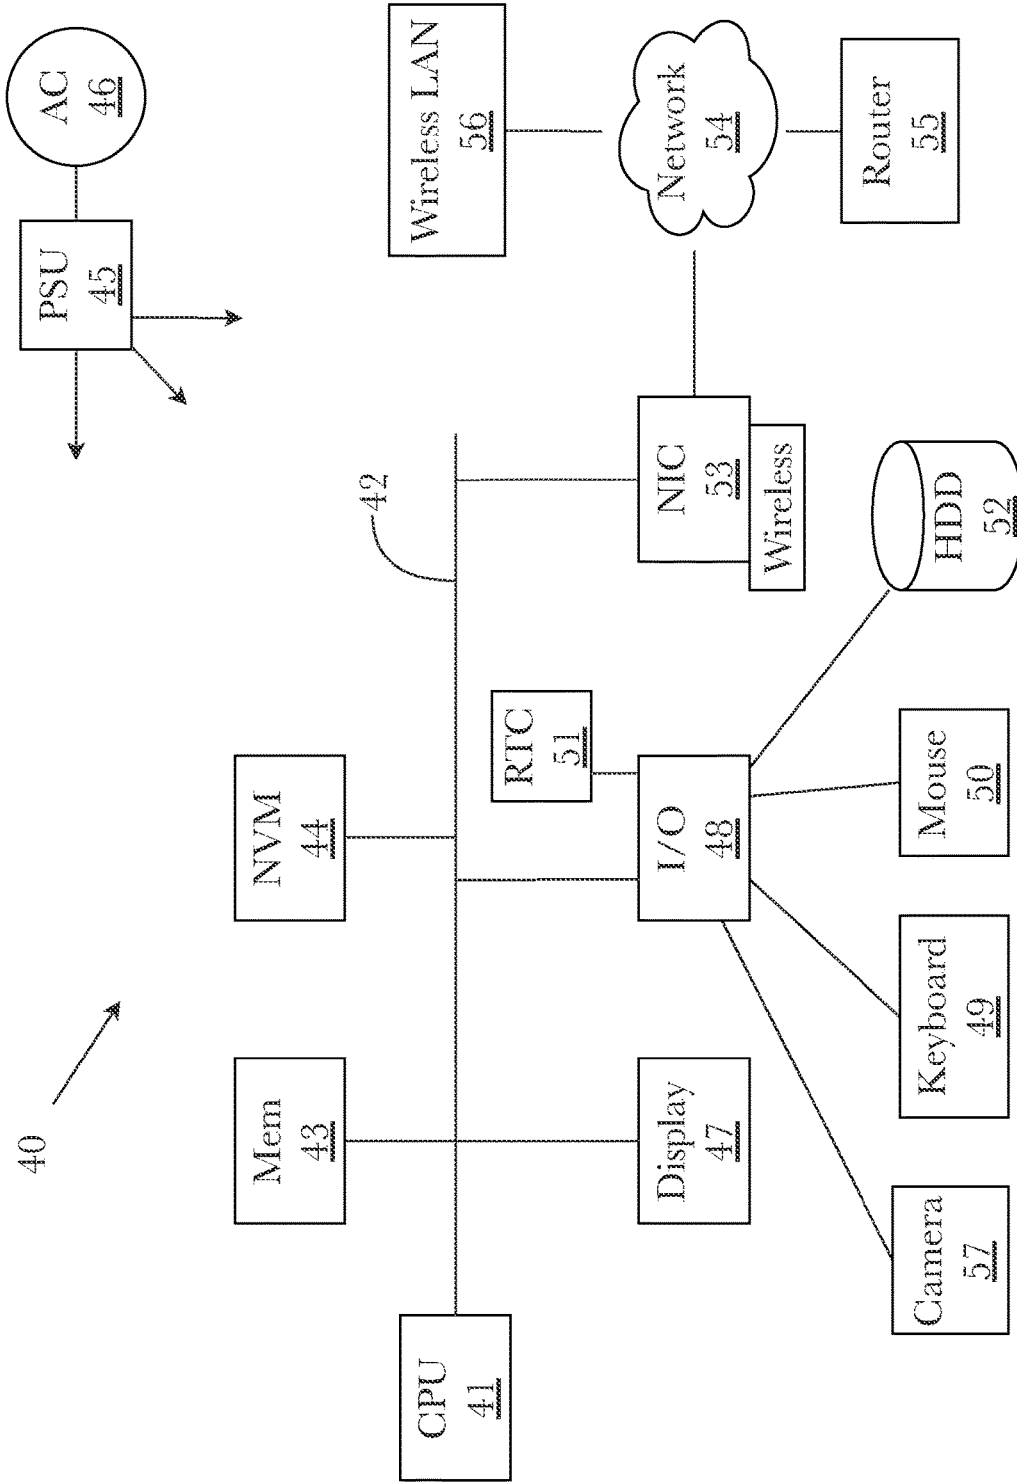 40
CPU
41
Mem
43
NVM
44
42
PSU
45
AC
46
Display
47
I/O
48
RTC
51
NIC
53
Wireless
Network
54
Wireless LAN
56
Router
55
Camera
57
Keyboard
49
Mouse
50
HDD
52